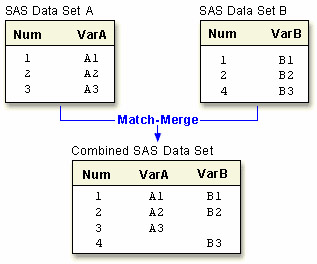 SAS Data Set A
Num VarA
1 A1
2 A2
3 A3
SAS Data Set B
Num VarB
1 B1
2 B2
4 B3
Match-Merge
Combined SAS Data Set
Num VarA VarB
1 A1 B1
2 A2 B2
3 A3
4 B3